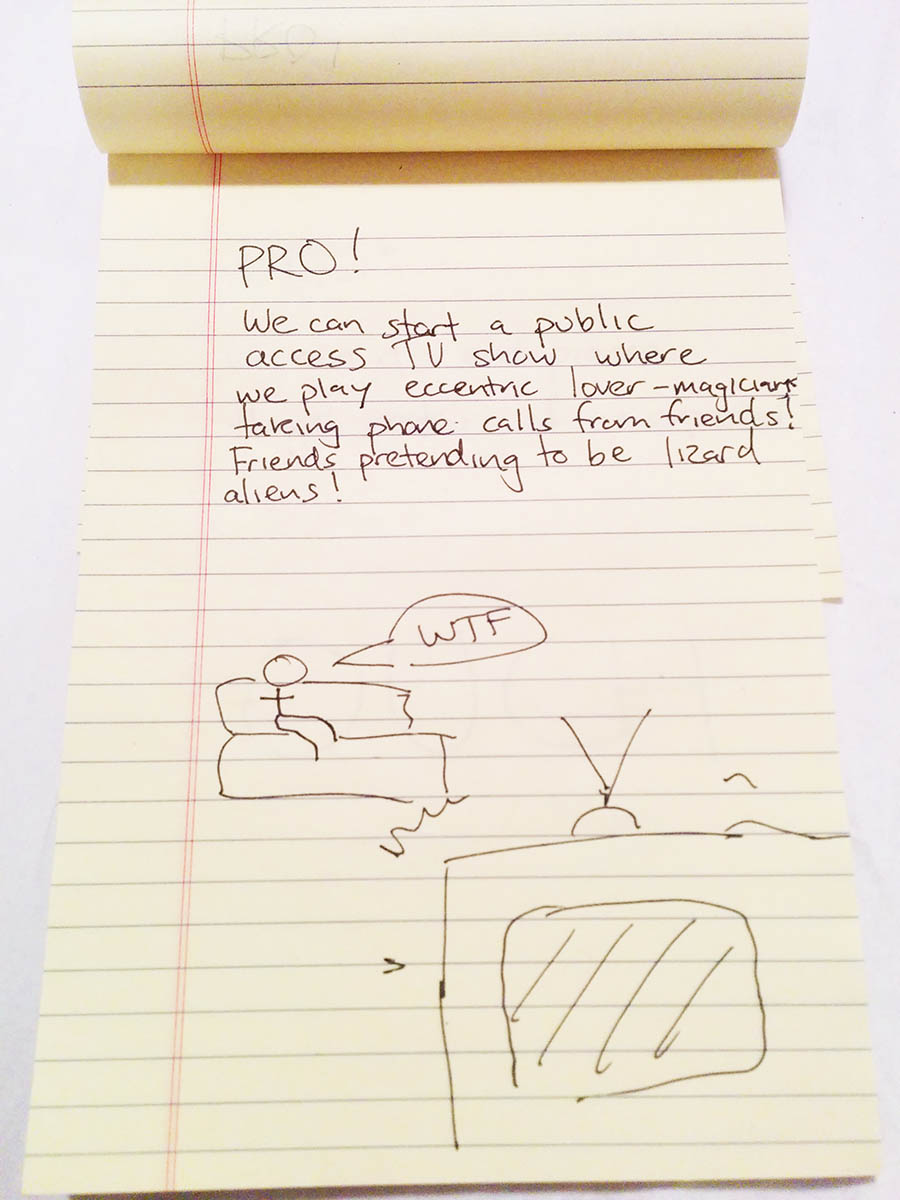 PRO!
We can start a public
access TV show where
we play eccentric lover-magicians
taking phone calls from friends!
Friends pretending to be lizard
aliens!
WTF